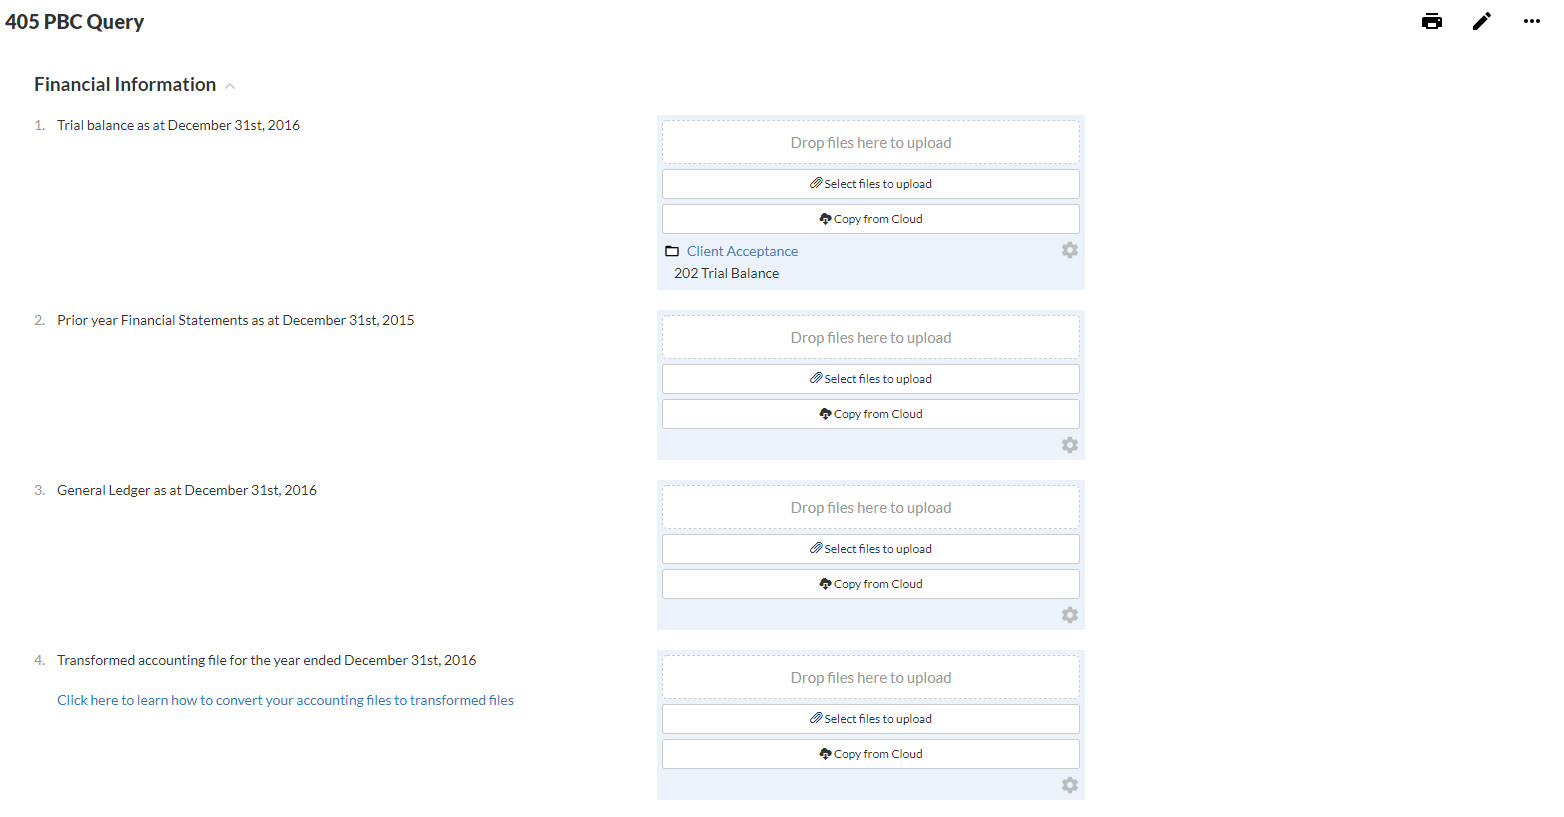 405 PBC Query
Financial Information
1. Trial balance as at December 31st, 2016
Drop files here to upload
Select files to upload
Copy from Cloud
Client Acceptance
202 Trial Balance
2. Prior year Financial Statements as at December 31st, 2015
Drop files here to upload
Select files to upload
Copy from Cloud
3. General Ledger as at December 31st, 2016
Drop files here to upload
Select files to upload
Copy from Cloud
4. Transformed accounting file for the year ended December 31st, 2016
Click here to learn how to convert your accounting files to transformed files
Drop files here to upload
Select files to upload
Copy from Cloud